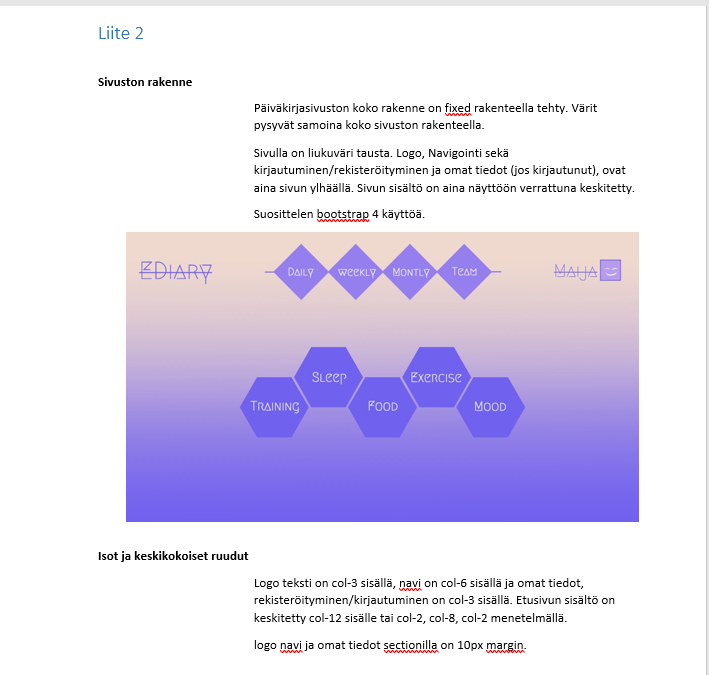 Liite 2
Sivuston rakenne
Päiväkirjasivuston koko rakenne on fixed rakenteella tehty. Värit
pysyvät samoina koko sivuston rakenteella.
Sivulla on liukuväri tausta. Logo, Navigointi sekä
kirjautuminen/rekisteröityminen ja omat tiedot (jos kirjautunut), ovat
aina sivun ylhäällä. Sivun sisältö on aina näyttöön verrattuna keskitetty.
Suosittelen bootstrap 4 käyttöä.
EDIARY
DAILY WEEKLY MONTLY TEAM
MAIJA
SLEEP EXERCISE
TRAINING FOOD MOOD
Isot ja keskikokoiset ruudut
Logo teksti on col-3 sisällä, navi on col-6 sisällä ja omat tiedot,
rekisteröityminen/kirjautuminen on col-3 sisällä. Etusivun sisältö on
keskitetty col-12 sisälle tai col-2, col-8, col-2 menetelmällä.
logo navi ja omat tiedot sectionilla on 10px margin.